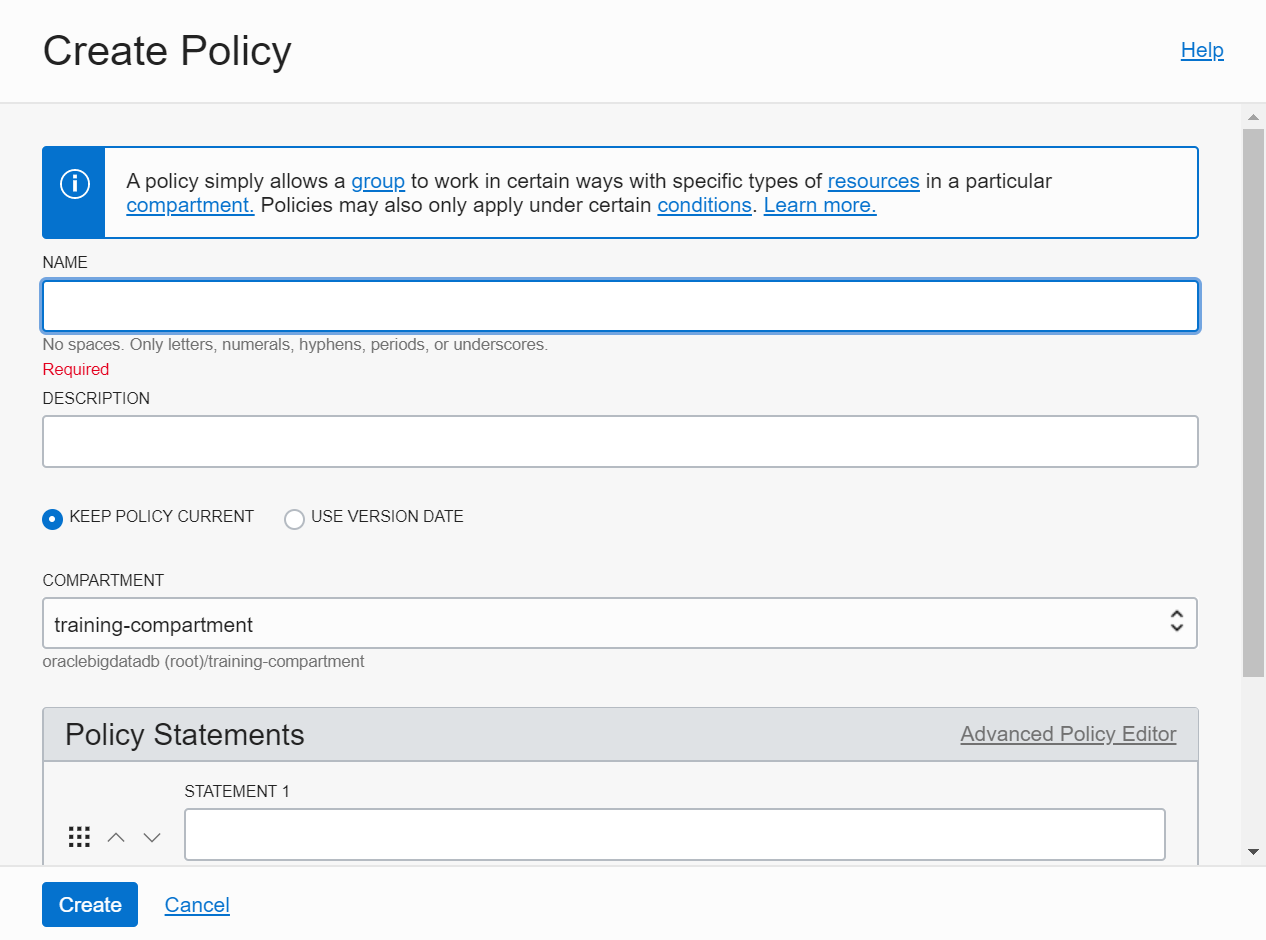 Create Policy
Help
A policy simply allows a group to work in certain ways with specific types of resources in a particular
compartment. Policies may also only apply under certain conditions. Learn more.
NAME
No spaces. Only letters, numerals, hyphens, periods, or underscores.
Required
DESCRIPTION
KEEP POLICY CURRENT
USE VERSION DATE
COMPARTMENT
training-compartment
oraclebigdatadb (root)/training-compartment
Policy Statements
Advanced Policy Editor
STATEMENT 1
Create
Cancel